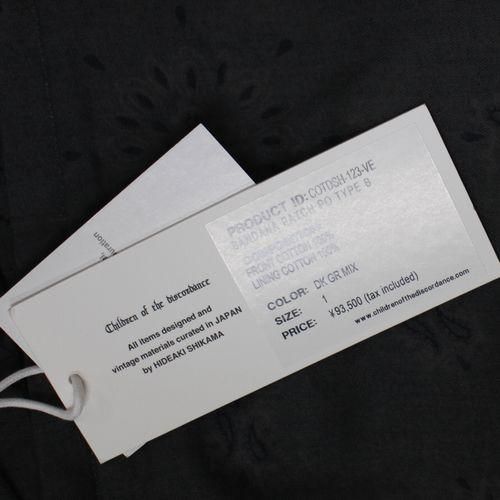 uration
Children of the discordance
All items designed and
vintage materials curated in JAPAN
by HIDEAKI SHIKAMA
PRODUCT ID: COTDSH-123-VE
BANDANA PATCH PO TYPE B
COMPOSITION:
FRONT COTTON 100%
LINING COTTON 100%
COLOR: DK GR MIX
SIZE: 1
PRICE: ¥93,500 (tax included)
www.childrenofthediscordance.com